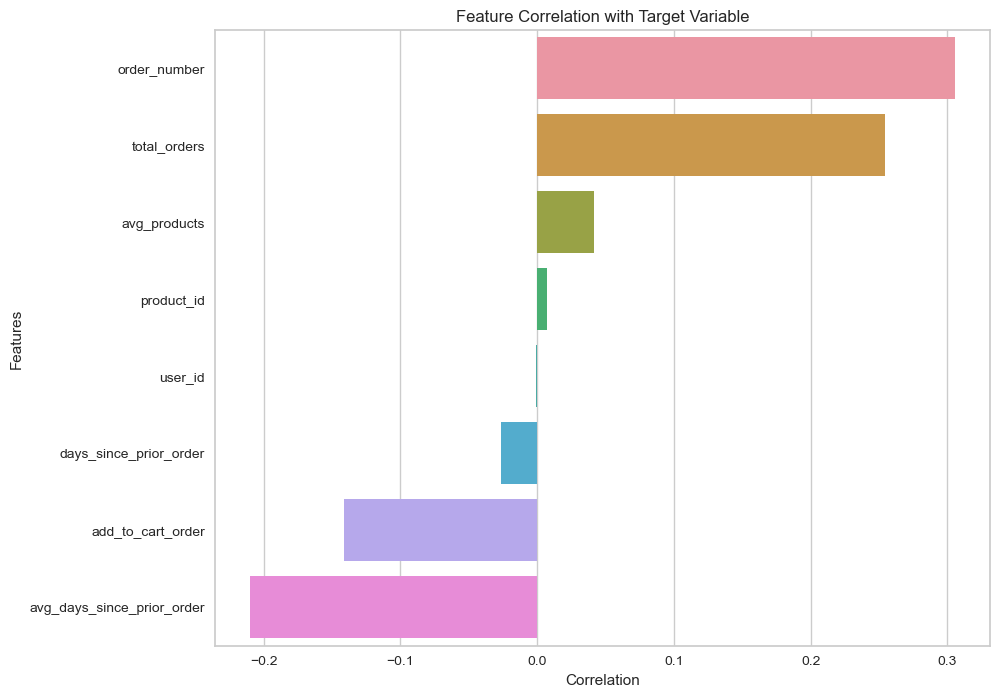 Feature Correlation with Target Variable
Features
order_number
total_orders
avg_products
product_id
user_id
days_since_prior_order
add_to_cart_order
avg_days_since_prior_order
−0.2 −0.1 0.0 0.1 0.2 0.3
Correlation